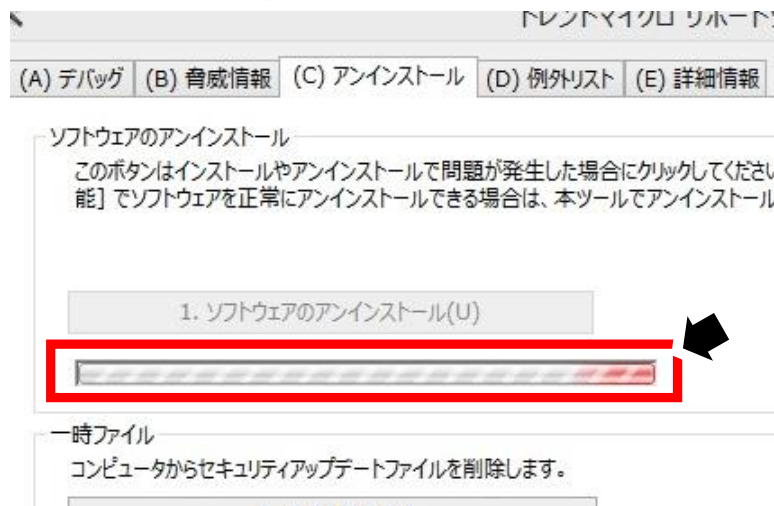 トレンドマイクロ サポート
(A) デバッグ (B) 脅威情報 (C) アンインストール (D) 例外リスト (E) 詳細情報
ソフトウェアのアンインストール
このボタンはインストールやアンインストールで問題が発生した場合にクリックしてくださ
能] でソフトウェアを正常にアンインストールできる場合は、本ツールでアンインストール
1. ソフトウェアのアンインストール(U)
一時ファイル
コンピュータからセキュリティアップデートファイルを削除します。